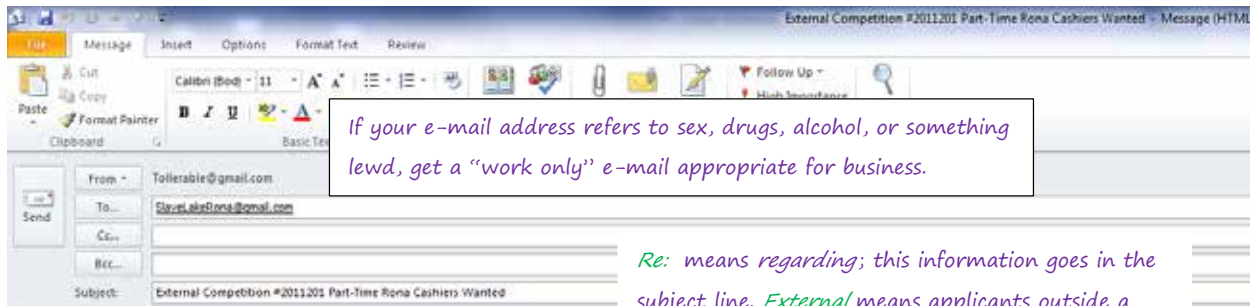 External Competition #2011201 Part-Time Rona Cashiers Wanted - Message (HTML
File Message Insert Options Format Text Review
Cut
Copy
Paste
Format Painter
Clipboard
Calibri (Body) 11
B I U
Basic Te
Follow Up
High Importance
If your e-mail address refers to sex, drugs, alcohol, or something
lewd, get a “work only” e-mail appropriate for business.
Send
From
Tollerable@gmail.com
To...
SlaveLakeRona@gmail.com
Cc...
Bcc...
Subject:
External Competition #2011201 Part-Time Rona Cashiers Wanted
Re: means regarding; this information goes in the
subject line. External means applicants outside a